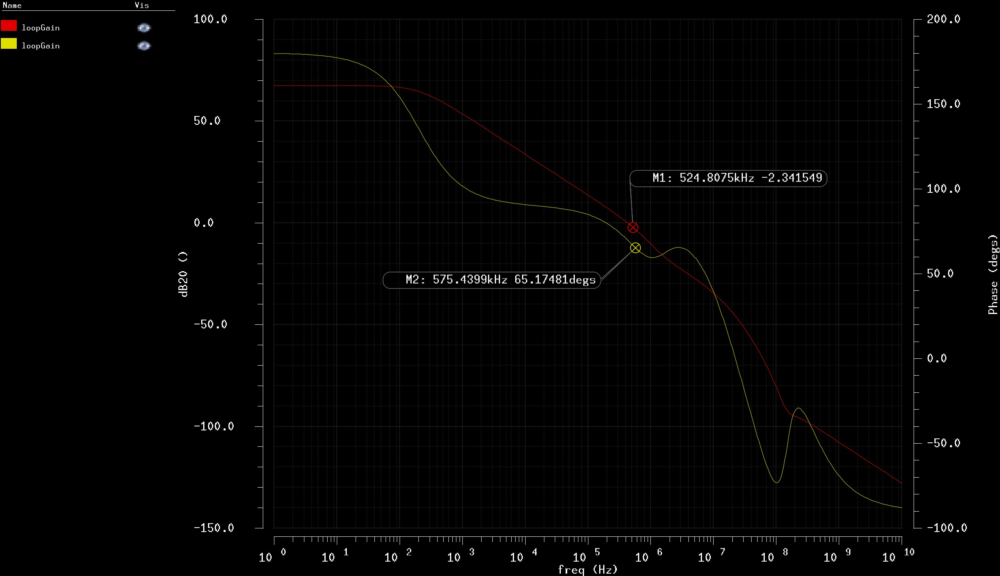 Name Vis
loopGain
loopGain
100.0
50.0
0.0
-50.0
-100.0
-150.0
dB20 ()
M1: 524.8075kHz -2.341549
M2: 575.4399kHz 65.17481degs
200.0
150.0
100.0
50.0
0.0
-50.0
-100.0
Phase (degs)
10^0 10^1 10^2 10^3 10^4 10^5 10^6 10^7 10^8 10^9 10^10
freq (Hz)